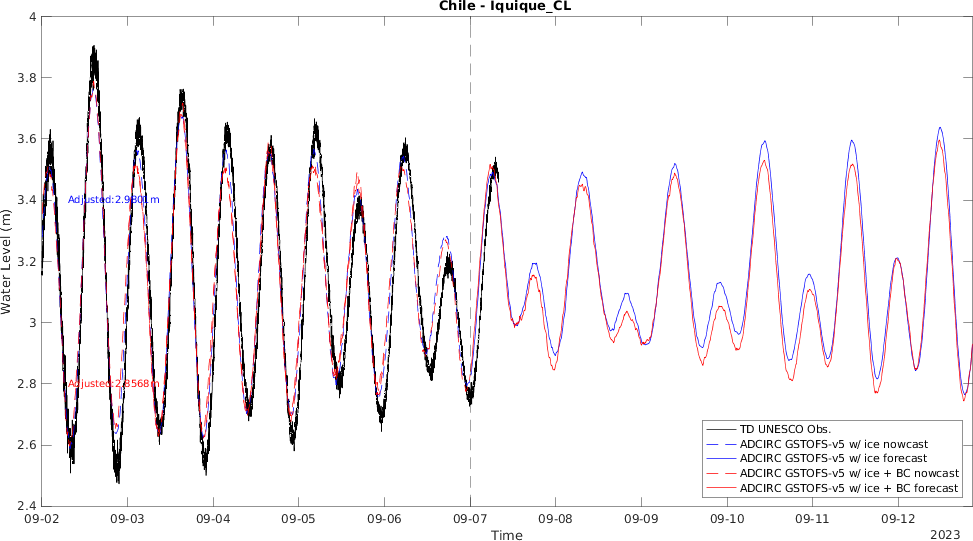 Chile - Iquique_CL
4
3.8
3.6
3.4
3.2
3
2.8
2.6
2.4
Water Level (m)
Adjusted:2.9801m
Adjusted:2.8568m
TD UNESCO Obs.
ADCIRC GSTOFS-v5 w/ ice nowcast
ADCIRC GSTOFS-v5 w/ ice forecast
ADCIRC GSTOFS-v5 w/ ice + BC nowcast
ADCIRC GSTOFS-v5 w/ ice + BC forecast
09-02 09-03 09-04 09-05 09-06 09-07 09-08 09-09 09-10 09-11 09-12
Time
2023